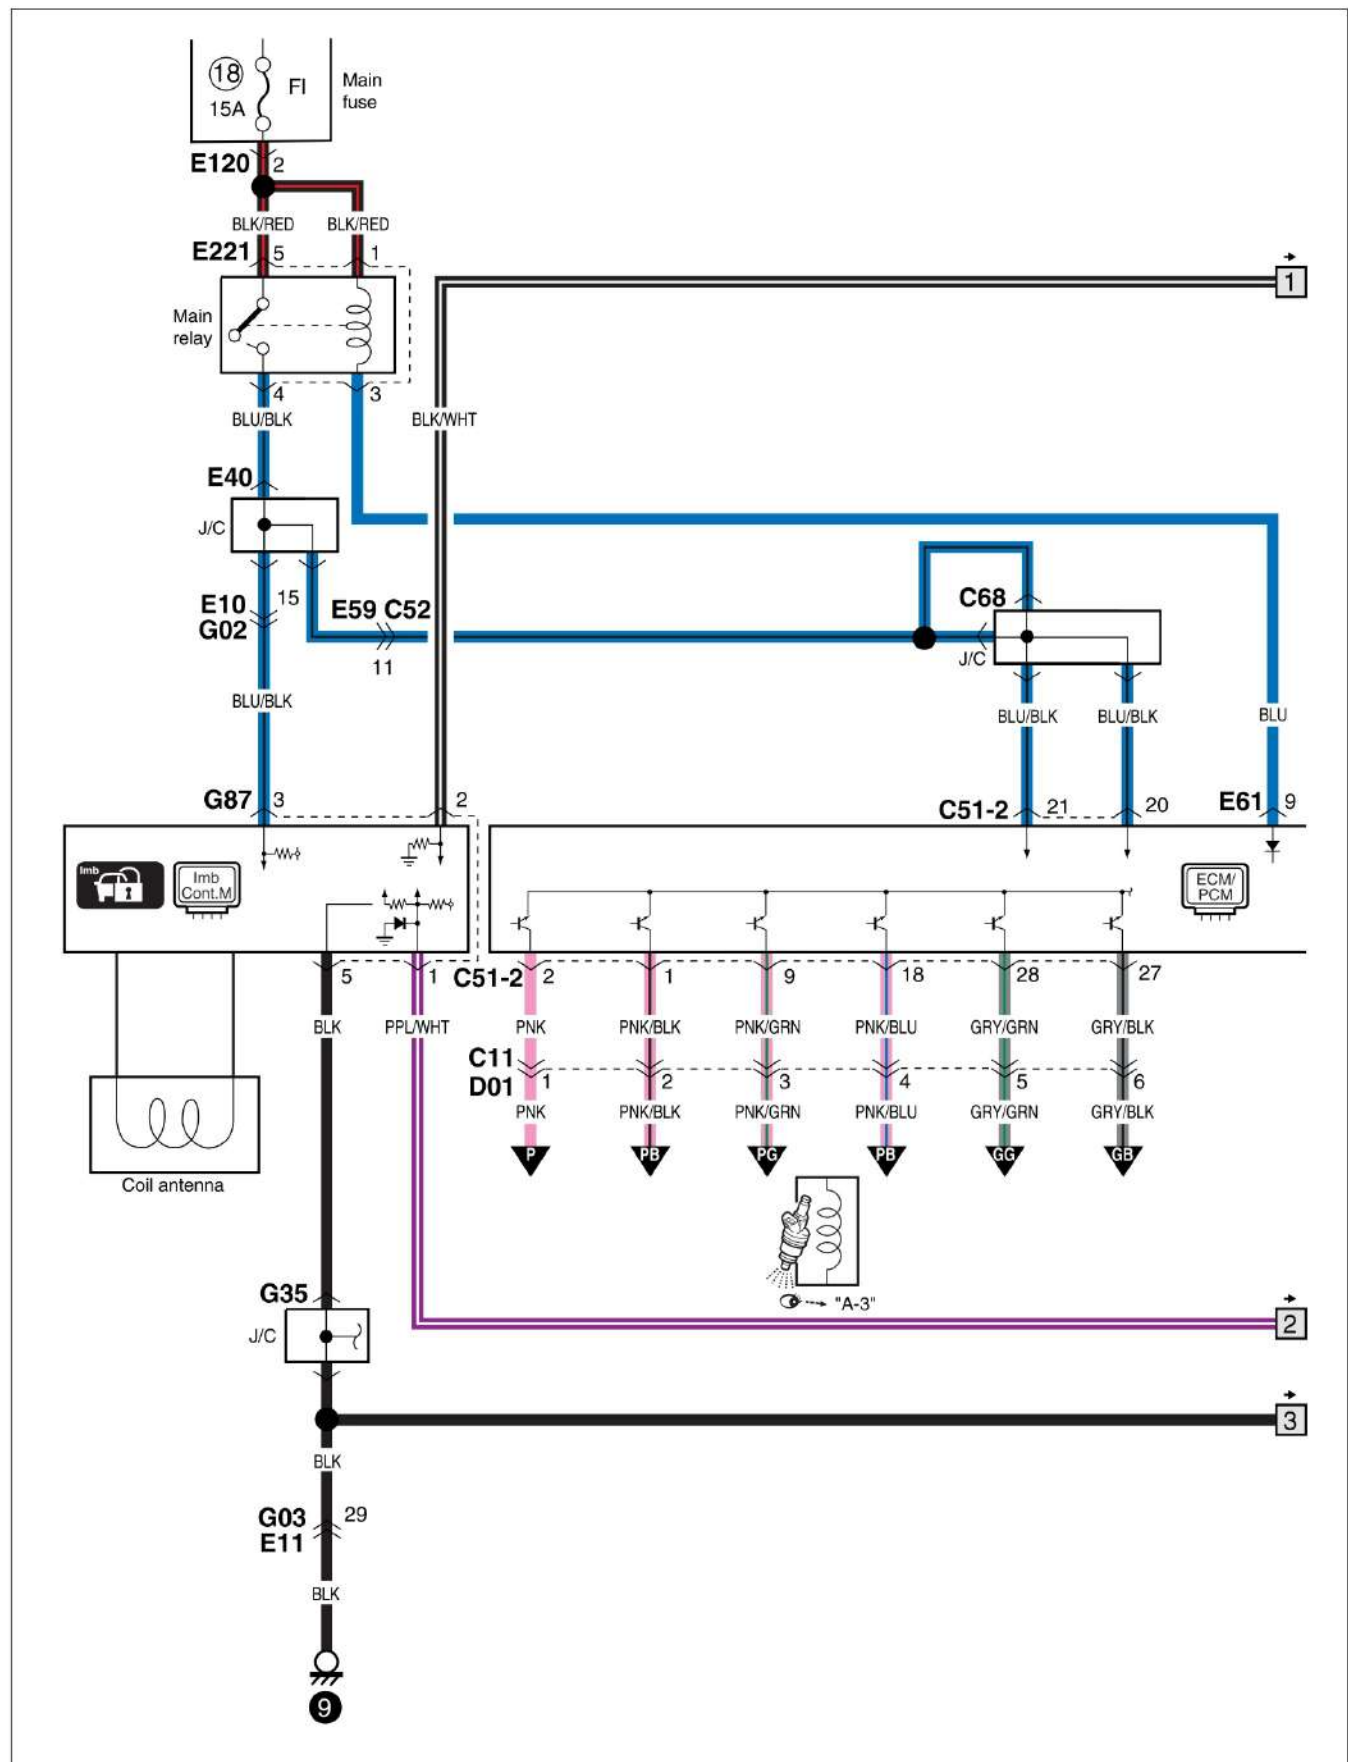 18
FI
Main
15A
fuse
E120 2
BLK/RED BLK/RED
E221 5 1
1
Main
relay
4 3
BLU/BLK BLK/WHT
E40
J/C
E10 15 E59 C52 C68
G02
11 J/C
BLU/BLK BLU/BLK BLU/BLK BLU
G87 3 2 C51-2 21 20 E61 9
Imb
Imb
Cont.M
ECM/
PCM
5 1 C51-2 2 1 9 18 28 27
BLK PPL/WHT PNK PNK/BLK PNK/GRN PNK/BLU GRY/GRN GRY/BLK
C11
D01 1 2 3 4 5 6
PNK PNK/BLK PNK/GRN PNK/BLU GRY/GRN GRY/BLK
P PB PG PB GG GB
Coil antenna
G35 "A-3"
J/C 2
3
BLK
G03 29
E11
BLK
9